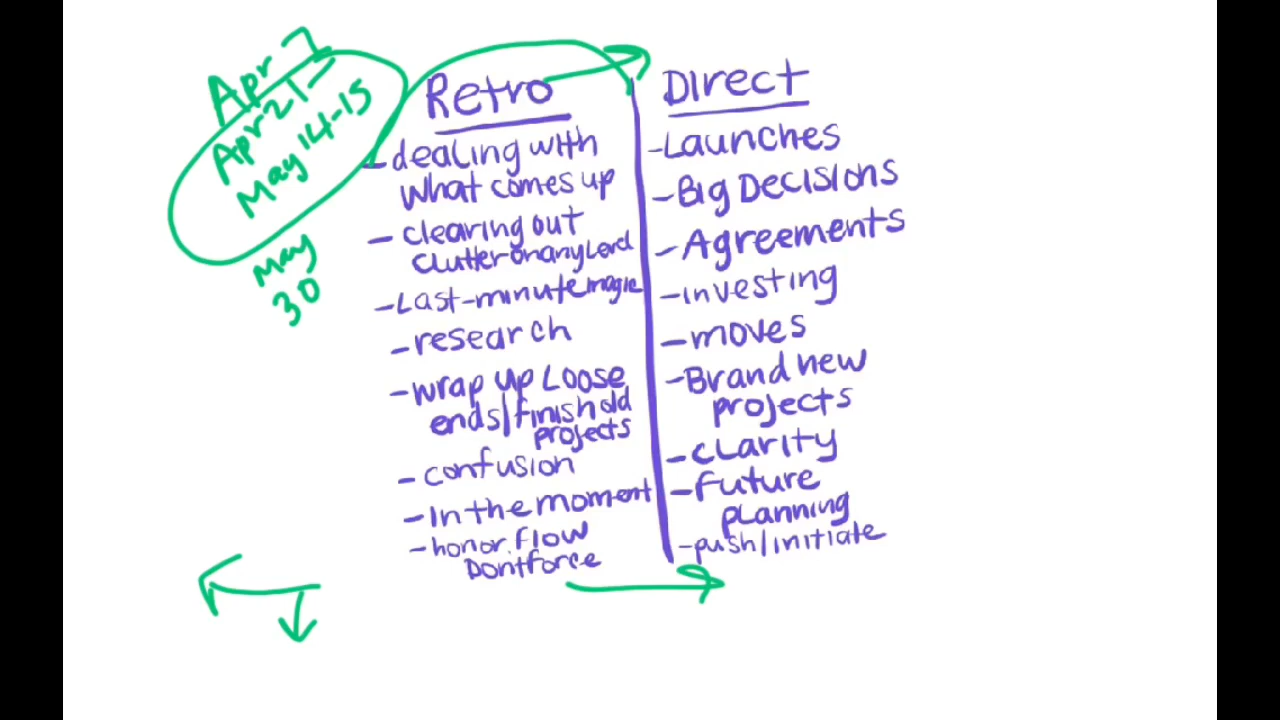 Apr 7
Apr 21
May 14-15
May
30
Retro
- dealing with
what comes up
- clearing out
clutter on any level
- Last-minute magic
- research
- wrap up loose
ends/finish old
projects
- confusion
- In the moment
- honor flow
Dont force
Direct
- Launches
- Big Decisions
- Agreements
- investing
- moves
- Brand new
projects
- clarity
- future
planning
- push/initiate